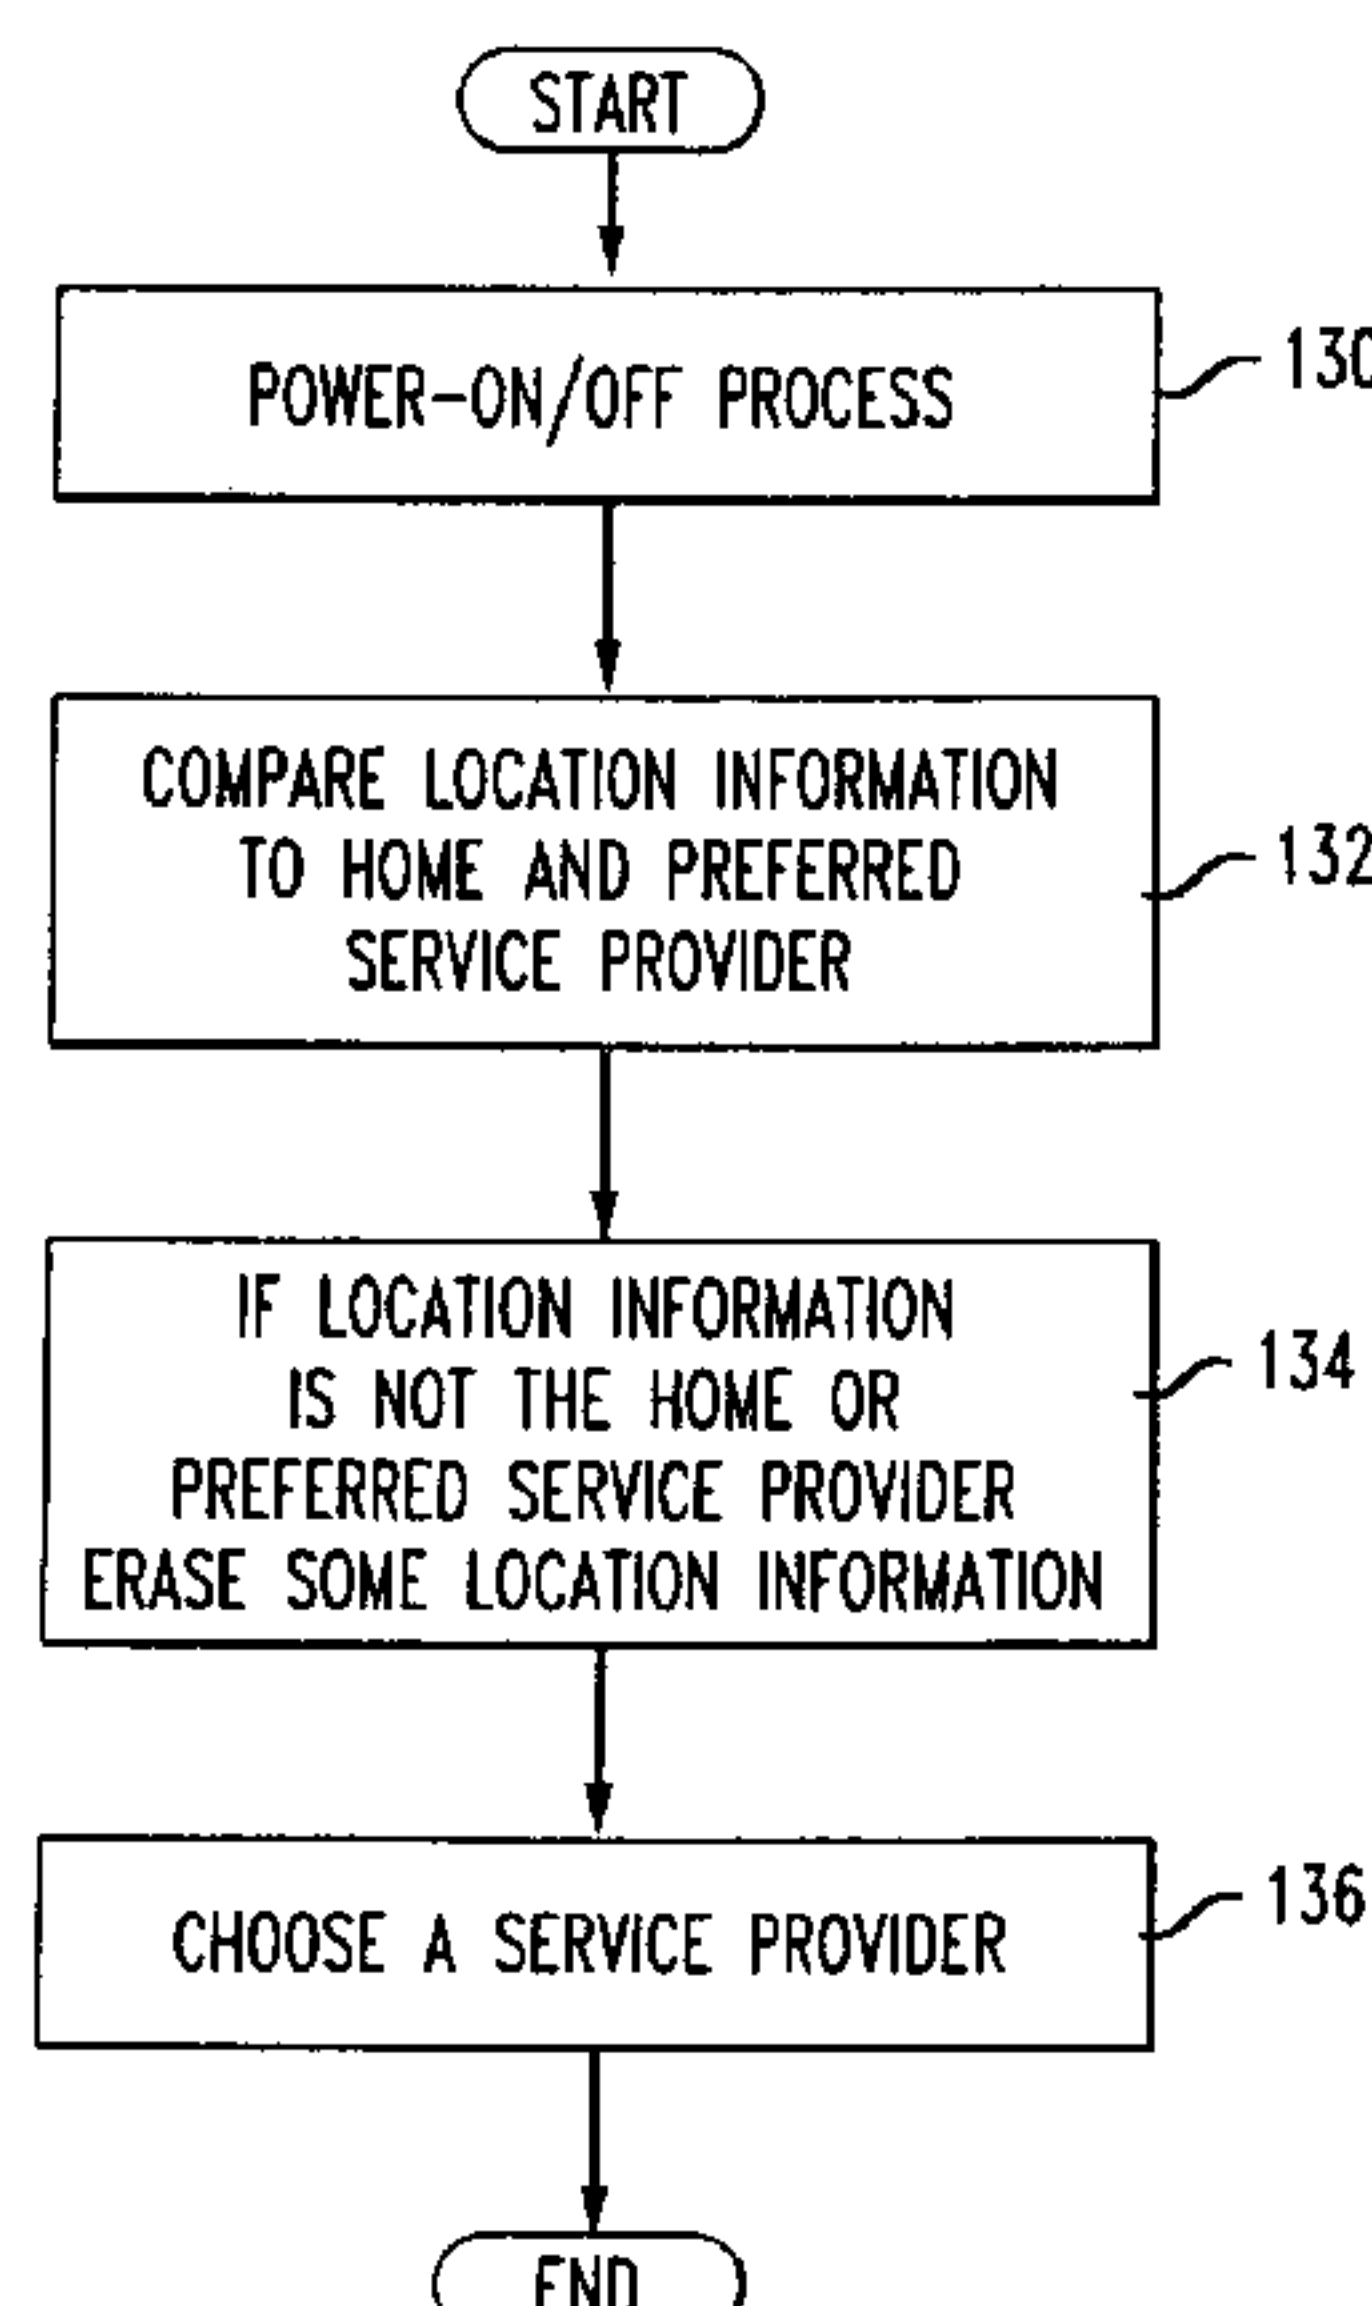 START
POWER-ON/OFF PROCESS
130
COMPARE LOCATION INFORMATION
TO HOME AND PREFERRED
SERVICE PROVIDER
132
IF LOCATION INFORMATION
IS NOT THE HOME OR
PREFERRED SERVICE PROVIDER
ERASE SOME LOCATION INFORMATION
134
CHOOSE A SERVICE PROVIDER
136
END